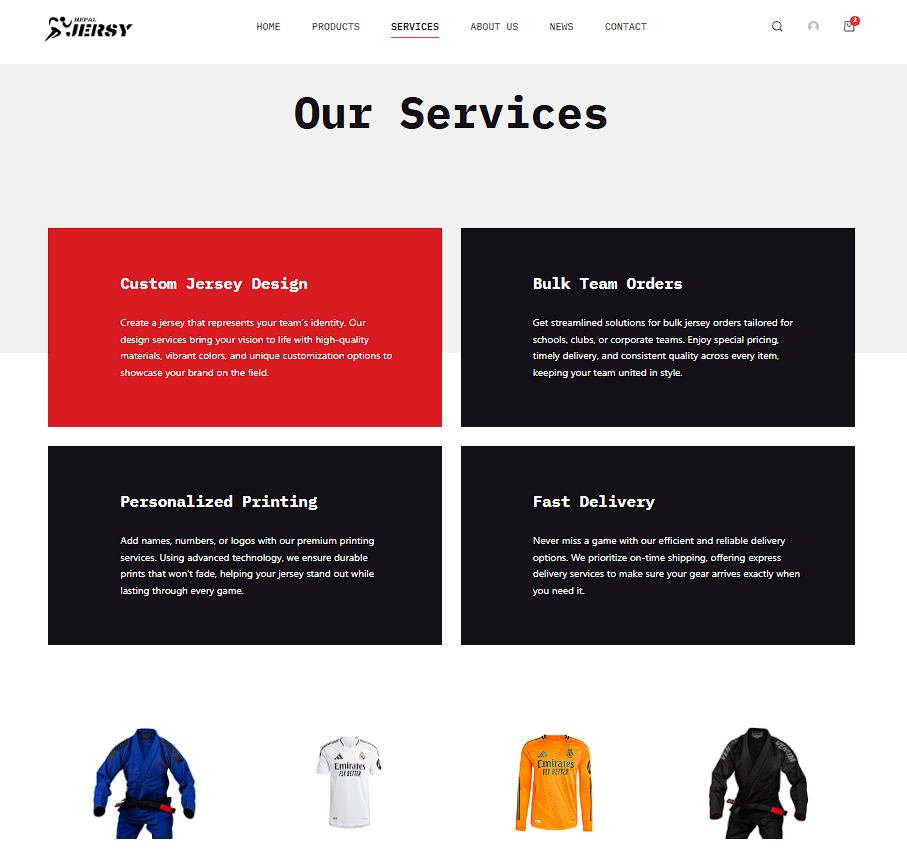 NEPAL
JERSY
HOME PRODUCTS SERVICES ABOUT US NEWS CONTACT
2
Our Services
Custom Jersey Design
Create a jersey that represents your team's identity. Our
design services bring your vision to life with high-quality
materials, vibrant colors, and unique customization options to
showcase your brand on the field.
Bulk Team Orders
Get streamlined solutions for bulk jersey orders tailored for
schools, clubs, or corporate teams. Enjoy special pricing,
timely delivery, and consistent quality across every item,
keeping your team united in style.
Personalized Printing
Add names, numbers, or logos with our premium printing
services. Using advanced technology, we ensure durable
prints that won't fade, helping your jersey stand out while
lasting through every game.
Fast Delivery
Never miss a game with our efficient and reliable delivery
options. We prioritize on-time shipping, offering express
delivery services to make sure your gear arrives exactly when
you need it.
Emirates
FLY BETTER
Emirates
FLY BETTER
VENUM